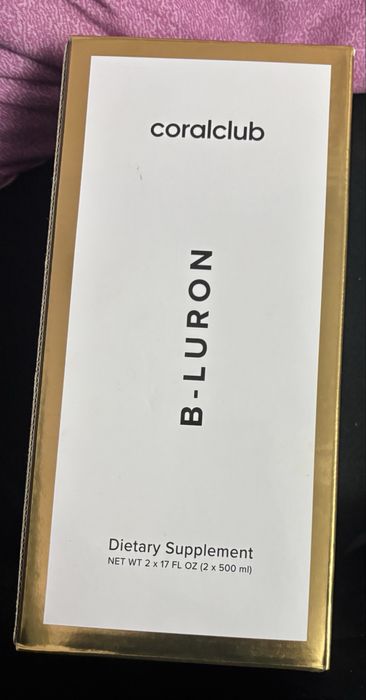 coralclub
B-LURON
Dietary Supplement
NET WT 2 x 17 FL OZ (2 x 500 ml)